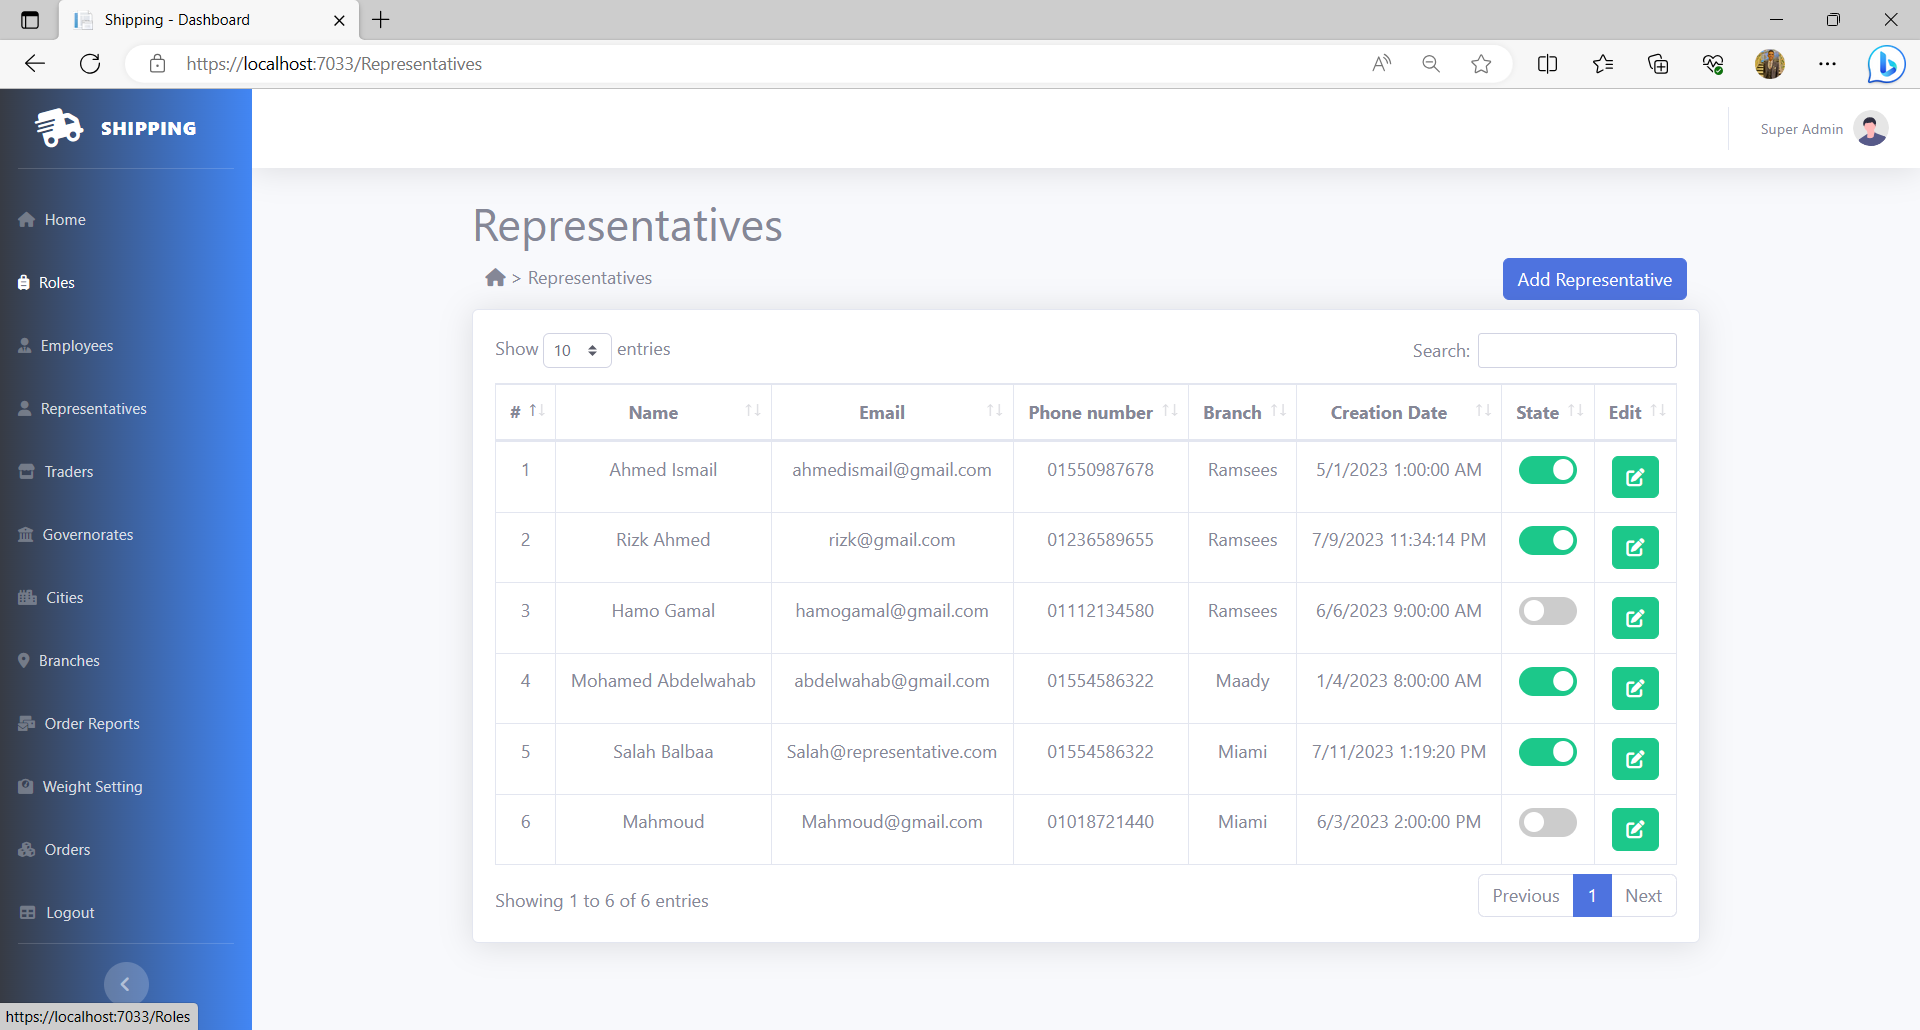 Shipping - Dashboard
https://localhost:7033/Representatives
SHIPPING
Super Admin
Home
Roles
Employees
Representatives
Traders
Governorates
Cities
Branches
Order Reports
Weight Setting
Orders
Logout
Representatives
> Representatives
Add Representative
Show 10 entries
Search:
# Name Email Phone number Branch Creation Date State Edit
1 Ahmed Ismail ahmedismail@gmail.com 01550987678 Ramsees 5/1/2023 1:00:00 AM
2 Rizk Ahmed rizk@gmail.com 01236589655 Ramsees 7/9/2023 11:34:14 PM
3 Hamo Gamal hamogamal@gmail.com 01112134580 Ramsees 6/6/2023 9:00:00 AM
4 Mohamed Abdelwahab abdelwahab@gmail.com 01554586322 Maady 1/4/2023 8:00:00 AM
5 Salah Balbaa Salah@representative.com 01554586322 Miami 7/11/2023 1:19:20 PM
6 Mahmoud Mahmoud@gmail.com 01018721440 Miami 6/3/2023 2:00:00 PM
Showing 1 to 6 of 6 entries
Previous 1 Next
https://localhost:7033/Roles